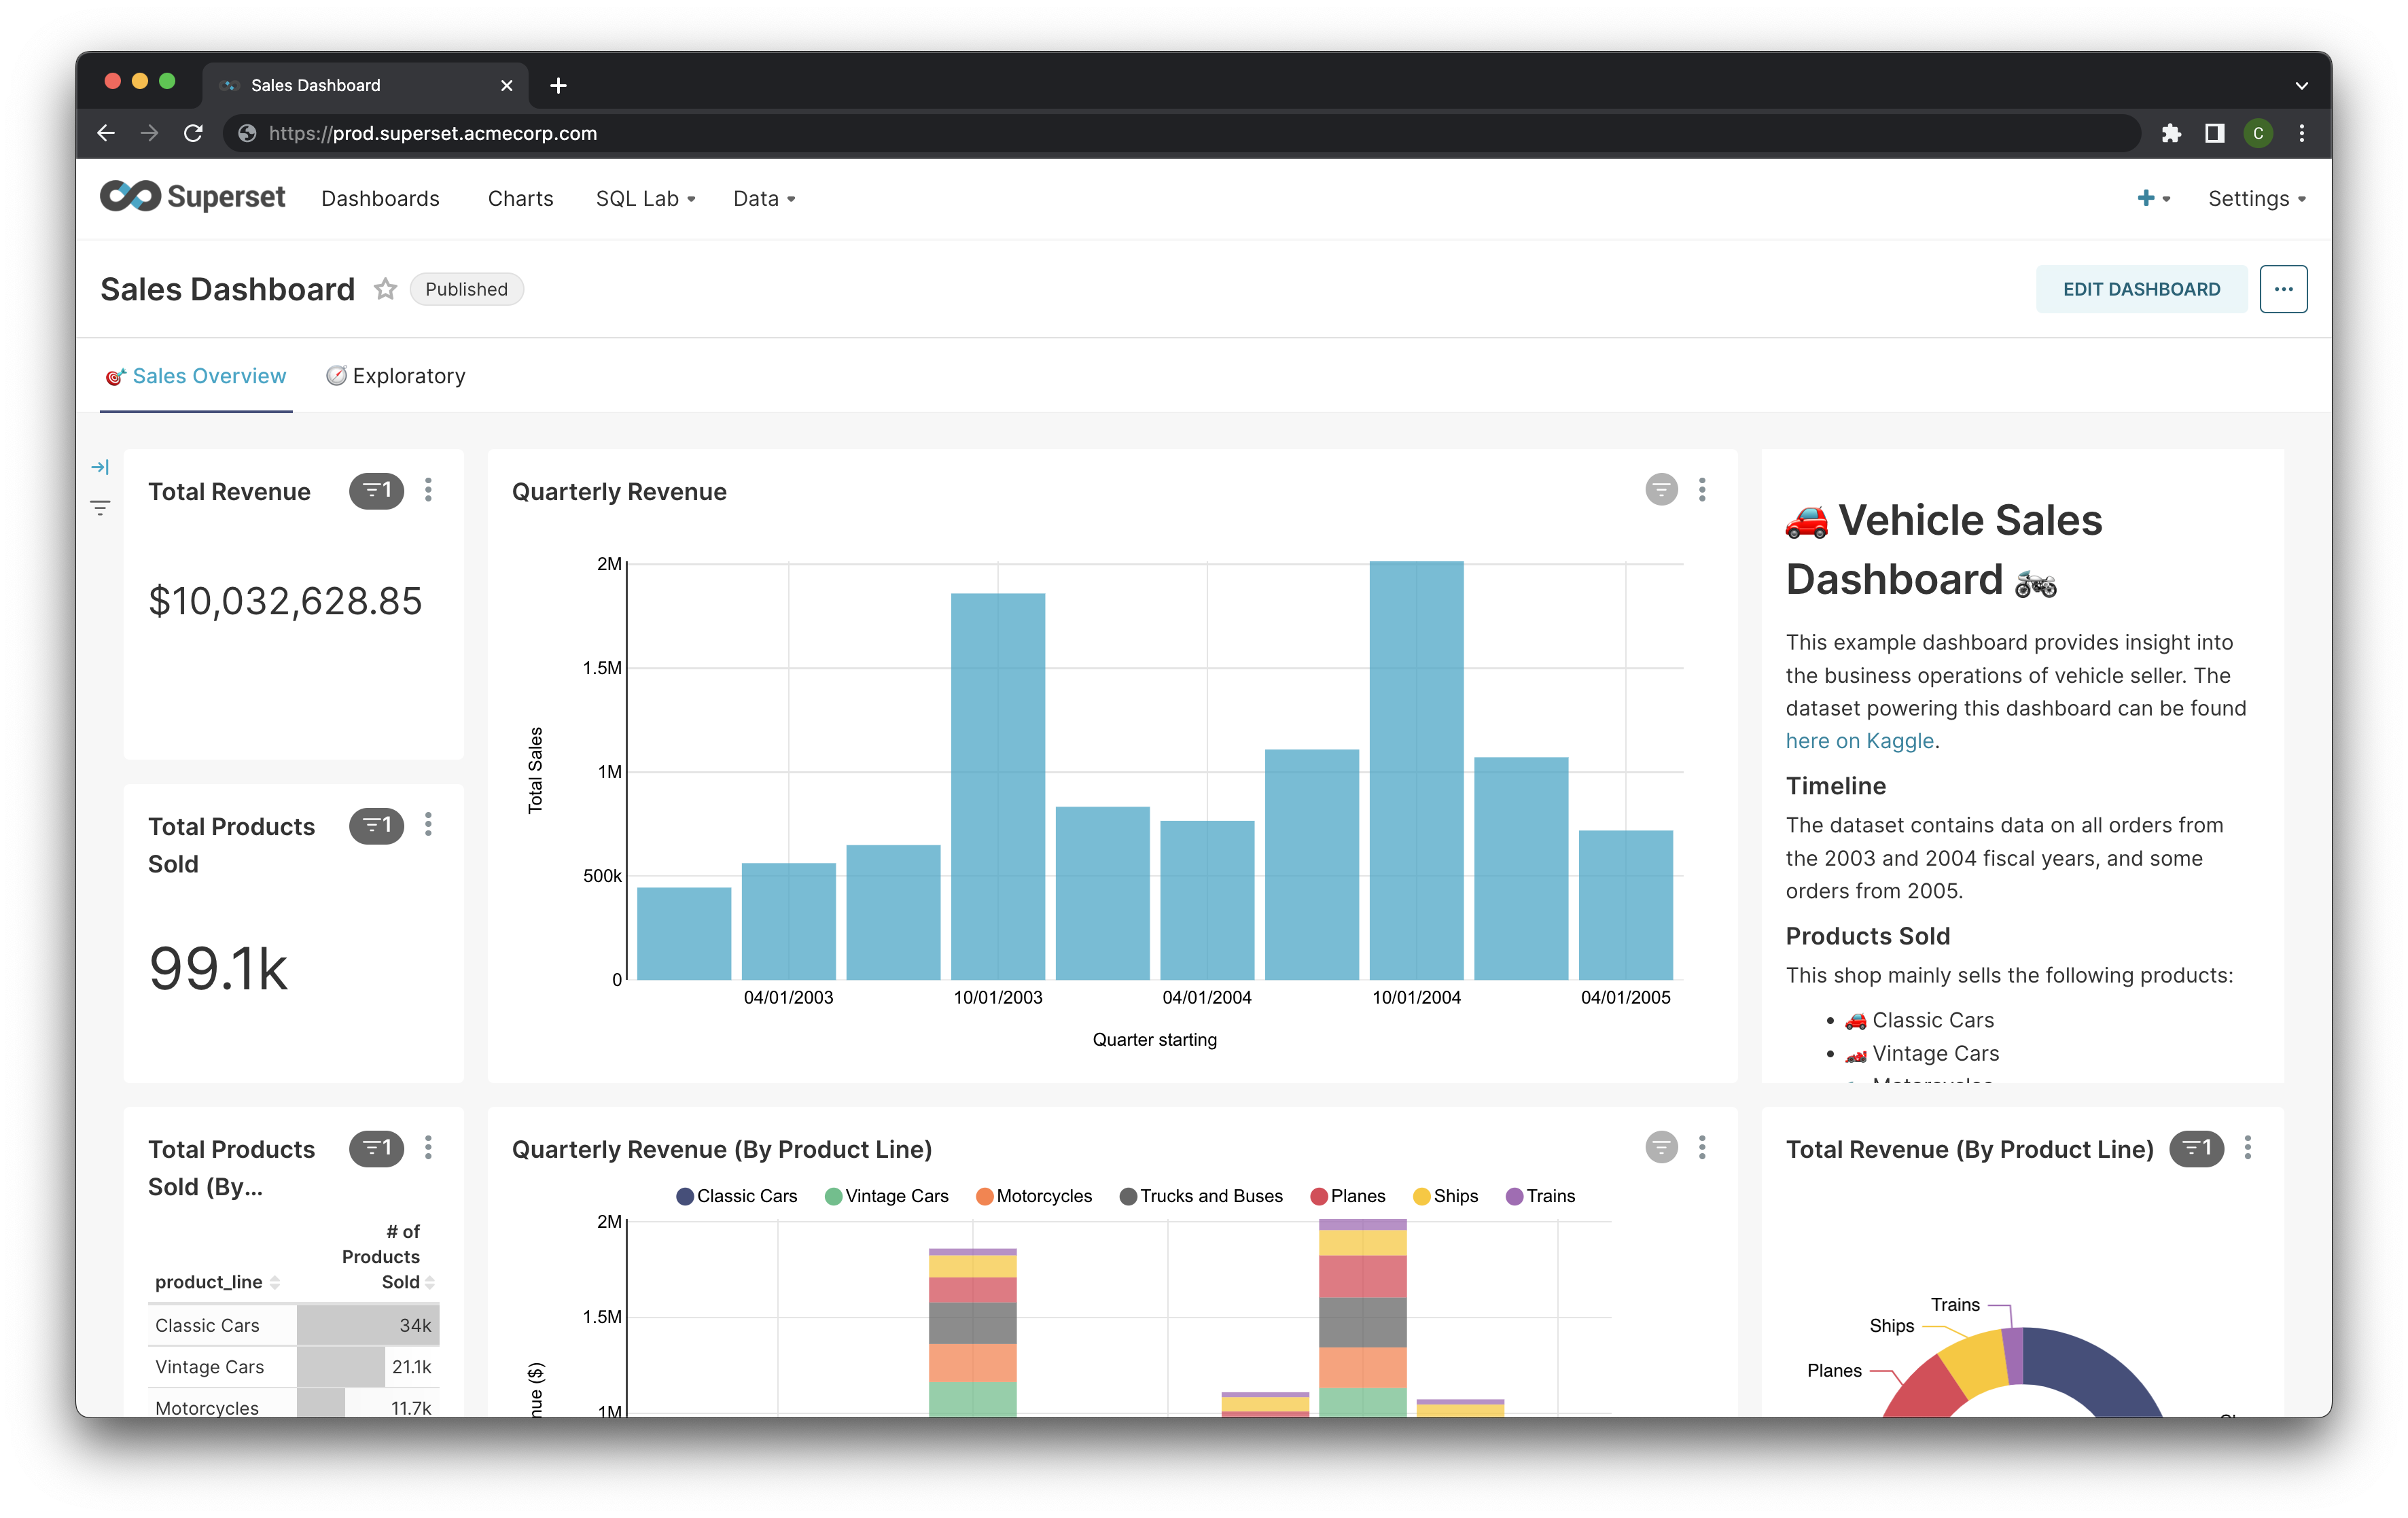 Sales Dashboard
https://prod.superset.acmecorp.com
C
Superset
Dashboards
Charts
SQL Lab
Data
Settings
Sales Dashboard
Published
EDIT DASHBOARD
Sales Overview
Exploratory
Total Revenue
1
$10,032,628.85
Total Products
Sold
1
99.1k
Quarterly Revenue
Total Sales
2M
1.5M
1M
500k
0
04/01/2003
10/01/2003
04/01/2004
10/01/2004
04/01/2005
Quarter starting
Vehicle Sales
Dashboard
This example dashboard provides insight into
the business operations of vehicle seller. The
dataset powering this dashboard can be found
here on Kaggle.
Timeline
The dataset contains data on all orders from
the 2003 and 2004 fiscal years, and some
orders from 2005.
Products Sold
This shop mainly sells the following products:
• Classic Cars
• Vintage Cars
Motorcycles
Total Products
Sold (By...
1
product_line
# of
Products
Sold
Classic Cars 34k
Vintage Cars 21.1k
Motorcycles 11.7k
Quarterly Revenue (By Product Line)
Classic Cars
Vintage Cars
Motorcycles
Trucks and Buses
Planes
Ships
Trains
2M
1.5M
1M
nue ($)
Total Revenue (By Product Line)
1
Trains
Ships
Planes